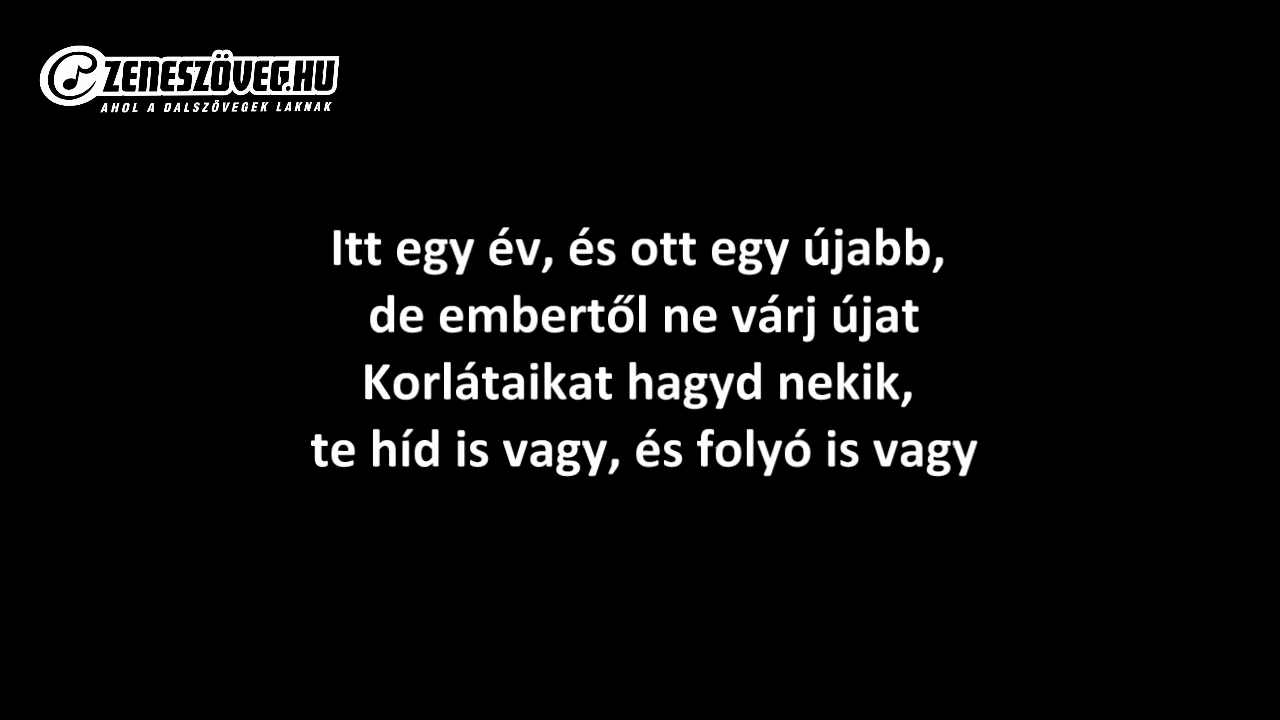 ZENESZÖVEG.HU
AHOL A DALSZÖVEGEK LAKNAK
Itt egy év, és ott egy újabb,
de embertől ne várj újat
Korlátaikat hagyd nekik,
te híd is vagy, és folyó is vagy